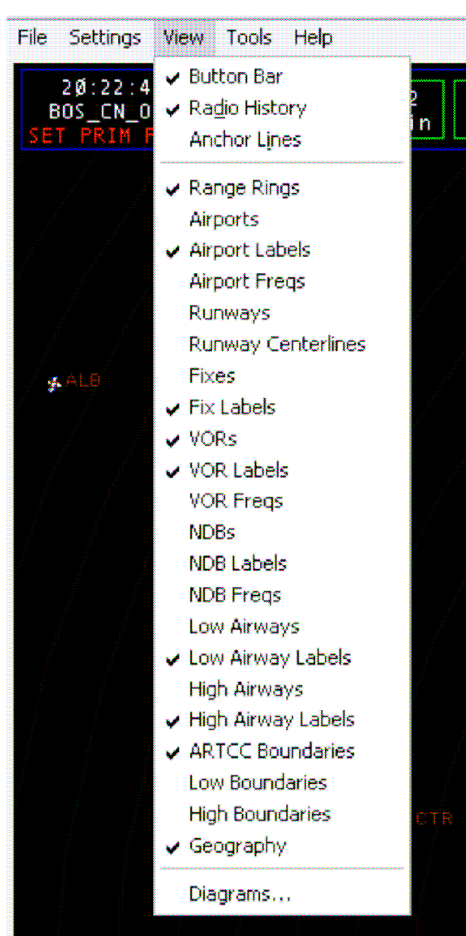 File Settings View Tools Help
20:22:4
BOS_CN_0
SET PRIM F
2
in
Button Bar
Radio History
Anchor Lines
Range Rings
Airports
Airport Labels
Airport Freqs
Runways
Runway Centerlines
Fixes
Fix Labels
VORs
VOR Labels
VOR Freqs
NDBs
NDB Labels
NDB Freqs
Low Airways
Low Airway Labels
High Airways
High Airway Labels
ARTCC Boundaries
Low Boundaries
High Boundaries
Geography
Diagrams...
ALB
CTR